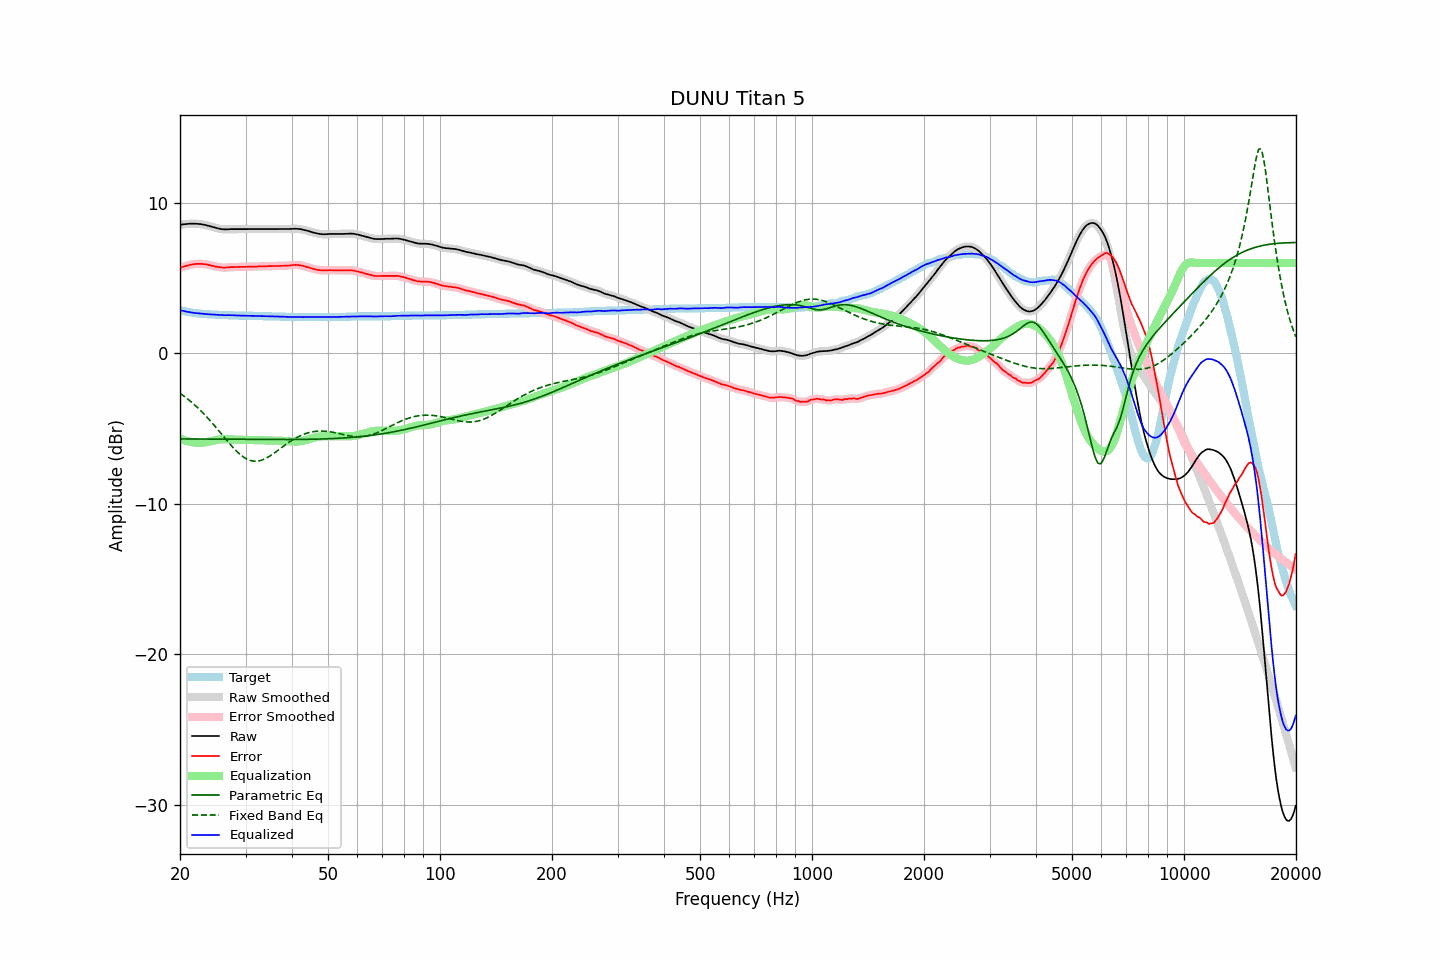 DUNU Titan 5
10
0
−10
−20
−30
Amplitude (dBr)
Target
Raw Smoothed
Error Smoothed
Raw
Error
Equalization
Parametric Eq
Fixed Band Eq
Equalized
20 50 100 200 500 1000 2000 5000 10000 20000
Frequency (Hz)